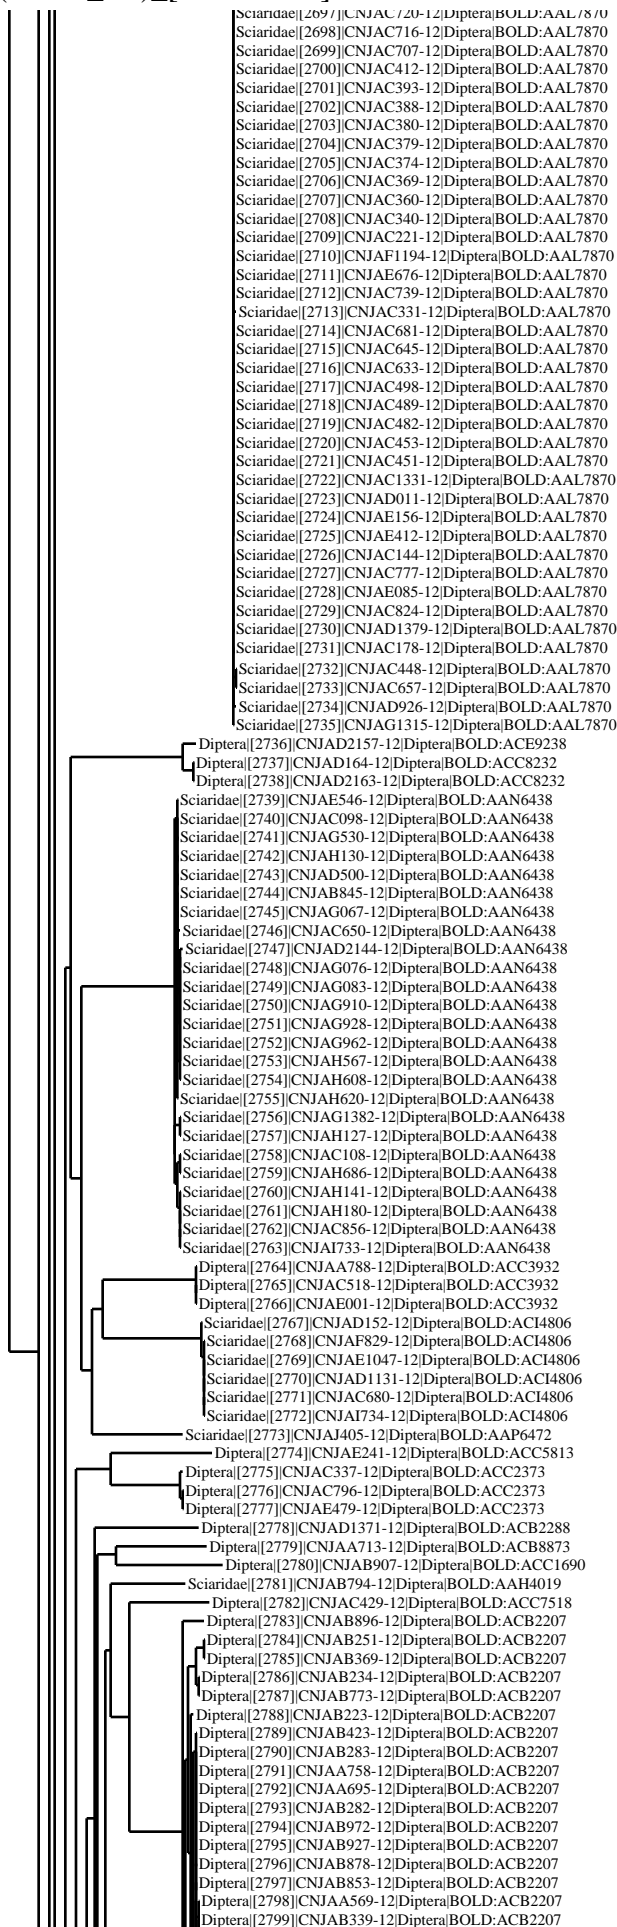 Sciaridae|[2697]|CNJAC720-12|Diptera|BOLD:AAL7870
Sciaridae|[2698]|CNJAC716-12|Diptera|BOLD:AAL7870
Sciaridae|[2699]|CNJAC707-12|Diptera|BOLD:AAL7870
Sciaridae|[2700]|CNJAC412-12|Diptera|BOLD:AAL7870
Sciaridae|[2701]|CNJAC393-12|Diptera|BOLD:AAL7870
Sciaridae|[2702]|CNJAC388-12|Diptera|BOLD:AAL7870
Sciaridae|[2703]|CNJAC380-12|Diptera|BOLD:AAL7870
Sciaridae|[2704]|CNJAC379-12|Diptera|BOLD:AAL7870
Sciaridae|[2705]|CNJAC374-12|Diptera|BOLD:AAL7870
Sciaridae|[2706]|CNJAC369-12|Diptera|BOLD:AAL7870
Sciaridae|[2707]|CNJAC360-12|Diptera|BOLD:AAL7870
Sciaridae|[2708]|CNJAC340-12|Diptera|BOLD:AAL7870
Sciaridae|[2709]|CNJAC221-12|Diptera|BOLD:AAL7870
Sciaridae|[2710]|CNJAF1194-12|Diptera|BOLD:AAL7870
Sciaridae|[2711]|CNJAE676-12|Diptera|BOLD:AAL7870
Sciaridae|[2712]|CNJAC739-12|Diptera|BOLD:AAL7870
Sciaridae|[2713]|CNJAC331-12|Diptera|BOLD:AAL7870
Sciaridae|[2714]|CNJAC681-12|Diptera|BOLD:AAL7870
Sciaridae|[2715]|CNJAC645-12|Diptera|BOLD:AAL7870
Sciaridae|[2716]|CNJAC633-12|Diptera|BOLD:AAL7870
Sciaridae|[2717]|CNJAC498-12|Diptera|BOLD:AAL7870
Sciaridae|[2718]|CNJAC489-12|Diptera|BOLD:AAL7870
Sciaridae|[2719]|CNJAC482-12|Diptera|BOLD:AAL7870
Sciaridae|[2720]|CNJAC453-12|Diptera|BOLD:AAL7870
Sciaridae|[2721]|CNJAC451-12|Diptera|BOLD:AAL7870
Sciaridae|[2722]|CNJAC1331-12|Diptera|BOLD:AAL7870
Sciaridae|[2723]|CNJAD011-12|Diptera|BOLD:AAL7870
Sciaridae|[2724]|CNJAE156-12|Diptera|BOLD:AAL7870
Sciaridae|[2725]|CNJAE412-12|Diptera|BOLD:AAL7870
Sciaridae|[2726]|CNJAC144-12|Diptera|BOLD:AAL7870
Sciaridae|[2727]|CNJAC777-12|Diptera|BOLD:AAL7870
Sciaridae|[2728]|CNJAE085-12|Diptera|BOLD:AAL7870
Sciaridae|[2729]|CNJAC824-12|Diptera|BOLD:AAL7870
Sciaridae|[2730]|CNJAD1379-12|Diptera|BOLD:AAL7870
Sciaridae|[2731]|CNJAC178-12|Diptera|BOLD:AAL7870
Sciaridae|[2732]|CNJAC448-12|Diptera|BOLD:AAL7870
Sciaridae|[2733]|CNJAC657-12|Diptera|BOLD:AAL7870
Sciaridae|[2734]|CNJAD926-12|Diptera|BOLD:AAL7870
Sciaridae|[2735]|CNJAG1315-12|Diptera|BOLD:AAL7870
Diptera|[2736]|CNJAD2157-12|Diptera|BOLD:ACE9238
Diptera|[2737]|CNJAD164-12|Diptera|BOLD:ACC8232
Diptera|[2738]|CNJAD2163-12|Diptera|BOLD:ACC8232
Sciaridae|[2739]|CNJAE546-12|Diptera|BOLD:AAN6438
Sciaridae|[2740]|CNJAC098-12|Diptera|BOLD:AAN6438
Sciaridae|[2741]|CNJAG530-12|Diptera|BOLD:AAN6438
Sciaridae|[2742]|CNJAH130-12|Diptera|BOLD:AAN6438
Sciaridae|[2743]|CNJAD500-12|Diptera|BOLD:AAN6438
Sciaridae|[2744]|CNJAB845-12|Diptera|BOLD:AAN6438
Sciaridae|[2745]|CNJAG067-12|Diptera|BOLD:AAN6438
Sciaridae|[2746]|CNJAC650-12|Diptera|BOLD:AAN6438
Sciaridae|[2747]|CNJAD2144-12|Diptera|BOLD:AAN6438
Sciaridae|[2748]|CNJAG076-12|Diptera|BOLD:AAN6438
Sciaridae|[2749]|CNJAG083-12|Diptera|BOLD:AAN6438
Sciaridae|[2750]|CNJAG910-12|Diptera|BOLD:AAN6438
Sciaridae|[2751]|CNJAG928-12|Diptera|BOLD:AAN6438
Sciaridae|[2752]|CNJAG962-12|Diptera|BOLD:AAN6438
Sciaridae|[2753]|CNJAH567-12|Diptera|BOLD:AAN6438
Sciaridae|[2754]|CNJAH608-12|Diptera|BOLD:AAN6438
Sciaridae|[2755]|CNJAH620-12|Diptera|BOLD:AAN6438
Sciaridae|[2756]|CNJAG1382-12|Diptera|BOLD:AAN6438
Sciaridae|[2757]|CNJAH127-12|Diptera|BOLD:AAN6438
Sciaridae|[2758]|CNJAC108-12|Diptera|BOLD:AAN6438
Sciaridae|[2759]|CNJAH686-12|Diptera|BOLD:AAN6438
Sciaridae|[2760]|CNJAH141-12|Diptera|BOLD:AAN6438
Sciaridae|[2761]|CNJAH180-12|Diptera|BOLD:AAN6438
Sciaridae|[2762]|CNJAC856-12|Diptera|BOLD:AAN6438
Sciaridae|[2763]|CNJAI733-12|Diptera|BOLD:AAN6438
Diptera|[2764]|CNJAA788-12|Diptera|BOLD:ACC3932
Diptera|[2765]|CNJAC518-12|Diptera|BOLD:ACC3932
Diptera|[2766]|CNJAE001-12|Diptera|BOLD:ACC3932
Sciaridae|[2767]|CNJAD152-12|Diptera|BOLD:ACI4806
Sciaridae|[2768]|CNJAF829-12|Diptera|BOLD:ACI4806
Sciaridae|[2769]|CNJAE1047-12|Diptera|BOLD:ACI4806
Sciaridae|[2770]|CNJAD1131-12|Diptera|BOLD:ACI4806
Sciaridae|[2771]|CNJAC680-12|Diptera|BOLD:ACI4806
Sciaridae|[2772]|CNJAI734-12|Diptera|BOLD:ACI4806
Sciaridae|[2773]|CNJAJ405-12|Diptera|BOLD:AAP6472
Diptera|[2774]|CNJAE241-12|Diptera|BOLD:ACC5813
Diptera|[2775]|CNJAC337-12|Diptera|BOLD:ACC2373
Diptera|[2776]|CNJAC796-12|Diptera|BOLD:ACC2373
Diptera|[2777]|CNJAE479-12|Diptera|BOLD:ACC2373
Diptera|[2778]|CNJAD1371-12|Diptera|BOLD:ACB2288
Diptera|[2779]|CNJAA713-12|Diptera|BOLD:ACB8873
Diptera|[2780]|CNJAB907-12|Diptera|BOLD:ACC1690
Sciaridae|[2781]|CNJAB794-12|Diptera|BOLD:AAH4019
Diptera|[2782]|CNJAC429-12|Diptera|BOLD:ACC7518
Diptera|[2783]|CNJAB896-12|Diptera|BOLD:ACB2207
Diptera|[2784]|CNJAB251-12|Diptera|BOLD:ACB2207
Diptera|[2785]|CNJAB369-12|Diptera|BOLD:ACB2207
Diptera|[2786]|CNJAB234-12|Diptera|BOLD:ACB2207
Diptera|[2787]|CNJAB773-12|Diptera|BOLD:ACB2207
Diptera|[2788]|CNJAB223-12|Diptera|BOLD:ACB2207
Diptera|[2789]|CNJAB423-12|Diptera|BOLD:ACB2207
Diptera|[2790]|CNJAB283-12|Diptera|BOLD:ACB2207
Diptera|[2791]|CNJAA758-12|Diptera|BOLD:ACB2207
Diptera|[2792]|CNJAA695-12|Diptera|BOLD:ACB2207
Diptera|[2793]|CNJAB282-12|Diptera|BOLD:ACB2207
Diptera|[2794]|CNJAB972-12|Diptera|BOLD:ACB2207
Diptera|[2795]|CNJAB927-12|Diptera|BOLD:ACB2207
Diptera|[2796]|CNJAB878-12|Diptera|BOLD:ACB2207
Diptera|[2797]|CNJAB853-12|Diptera|BOLD:ACB2207
Diptera|[2798]|CNJAA569-12|Diptera|BOLD:ACB2207
Diptera|[2799]|CNJAB339-12|Diptera|BOLD:ACB2207